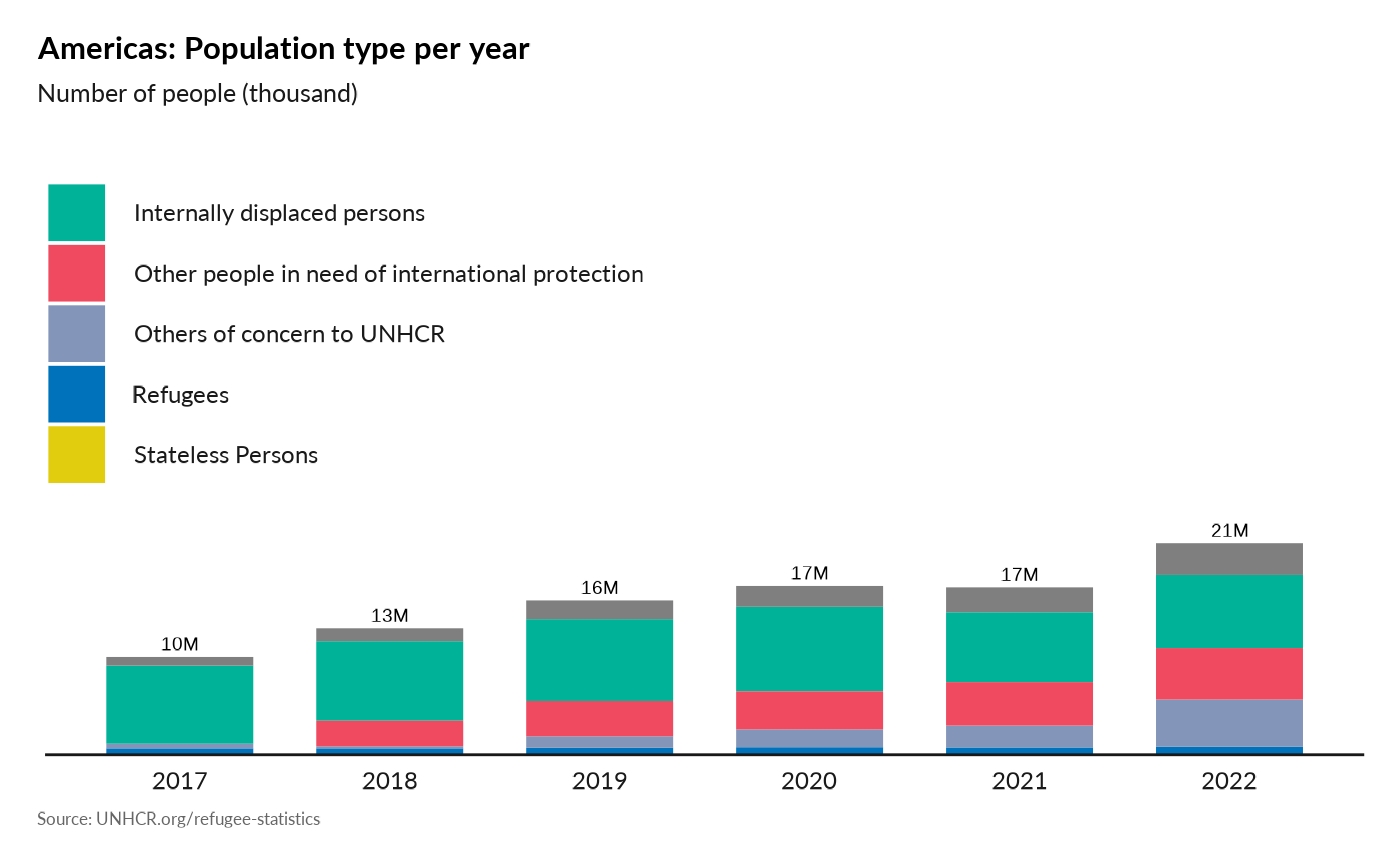 Americas: Population type per year
Number of people (thousand)
Internally displaced persons
Other people in need of international protection
Others of concern to UNHCR
Refugees
Stateless Persons
10M
13M
16M
17M
17M
21M
2017
2018
2019
2020
2021
2022
Source: UNHCR.org/refugee-statistics